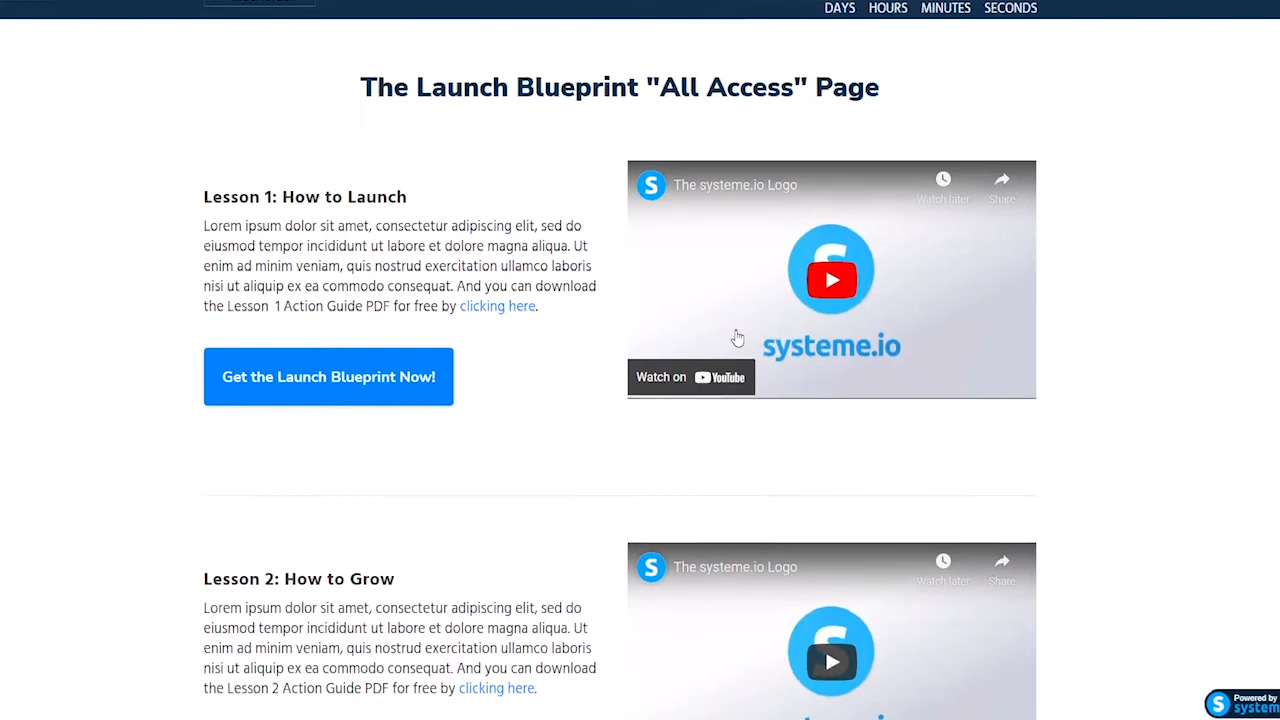 DAYS HOURS MINUTES SECONDS
The Launch Blueprint "All Access" Page
Lesson 1: How to Launch
Lorem ipsum dolor sit amet, consectetur adipiscing elit, sed do
eiusmod tempor incididunt ut labore et dolore magna aliqua. Ut
enim ad minim veniam, quis nostrud exercitation ullamco laboris
nisi ut aliquip ex ea commodo consequat. And you can download
the Lesson 1 Action Guide PDF for free by clicking here.
Get the Launch Blueprint Now!
S The systeme.io Logo
Watch later Share
systeme.io
Watch on YouTube
Lesson 2: How to Grow
Lorem ipsum dolor sit amet, consectetur adipiscing elit, sed do
eiusmod tempor incididunt ut labore et dolore magna aliqua. Ut
enim ad minim veniam, quis nostrud exercitation ullamco laboris
nisi ut aliquip ex ea commodo consequat. And you can download
the Lesson 2 Action Guide PDF for free by clicking here.
S The systeme.io Logo
Watch later Share
S Powered by
system